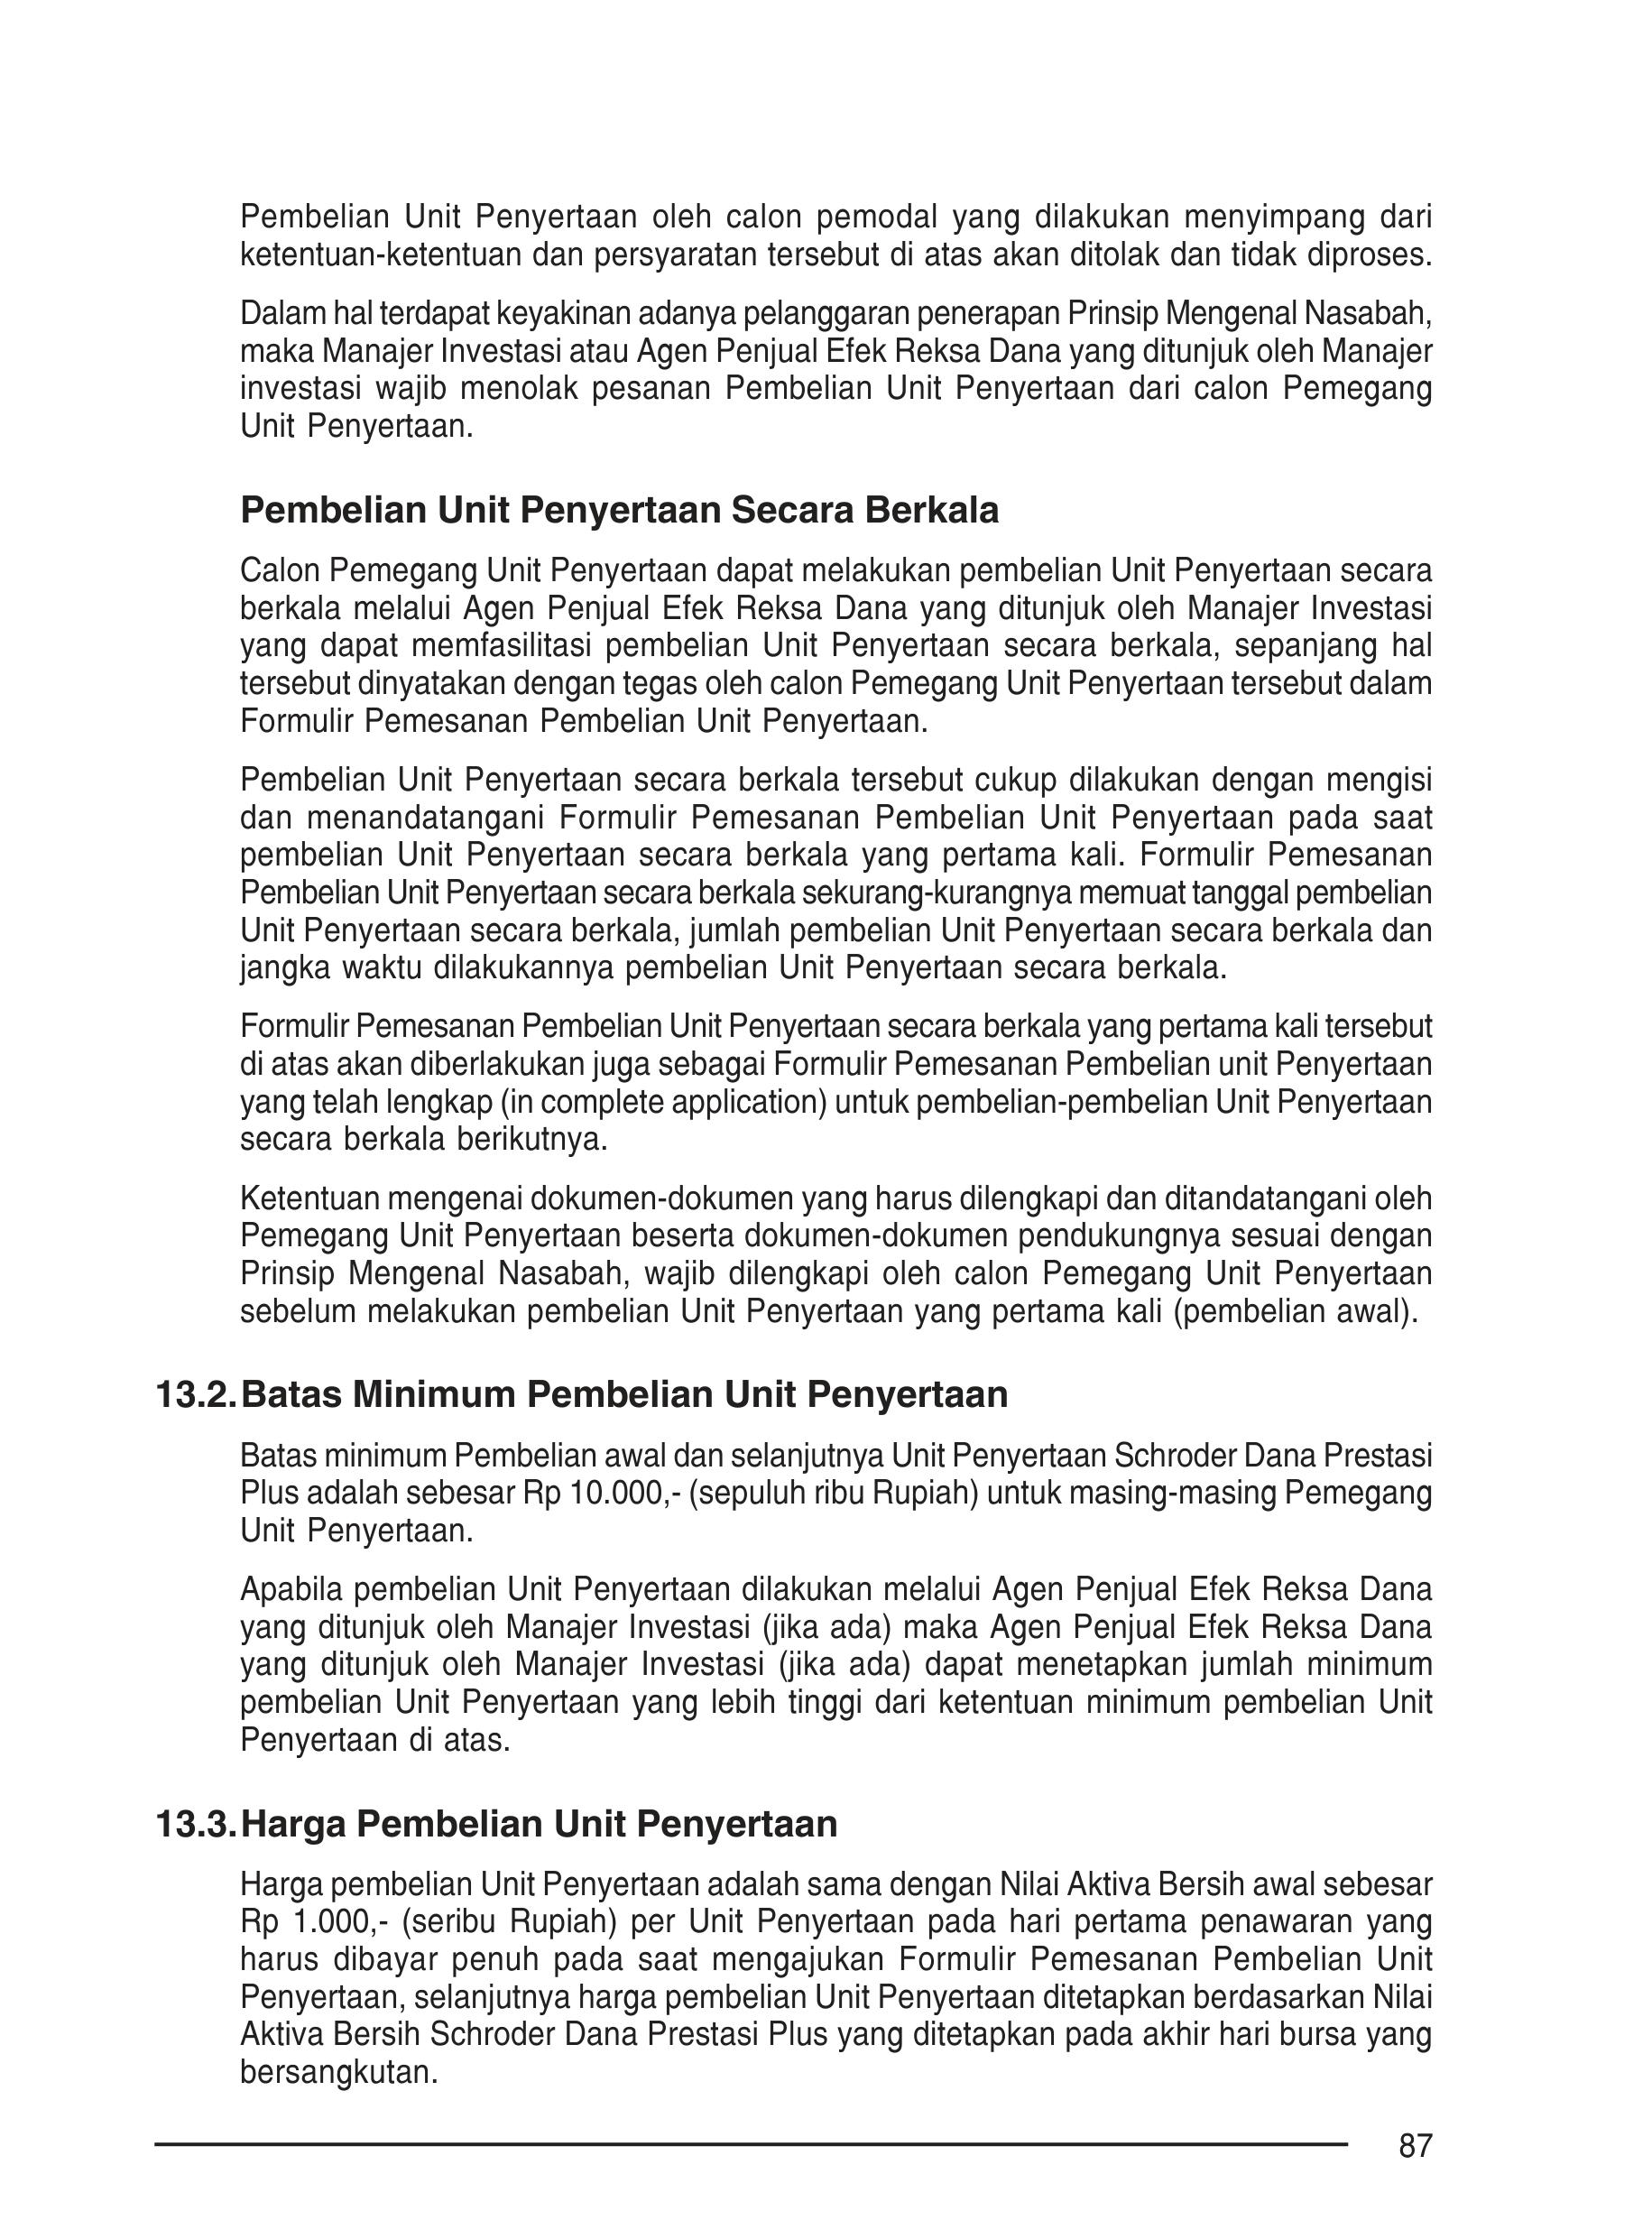 Pembelian Unit Penyertaan oleh calon pemodal yang dilakukan menyimpang dari
ketentuan-ketentuan dan persyaratan tersebut di atas akan ditolak dan tidak diproses.
Dalam hal terdapat keyakinan adanya pelanggaran penerapan Prinsip Mengenal Nasabah,
maka Manajer Investasi atau Agen Penjual Efek Reksa Dana yang ditunjuk oleh Manajer
investasi wajib menolak pesanan Pembelian Unit Penyertaan dari calon Pemegang
Unit Penyertaan.
Pembelian Unit Penyertaan Secara Berkala
Calon Pemegang Unit Penyertaan dapat melakukan pembelian Unit Penyertaan secara
berkala melalui Agen Penjual Efek Reksa Dana yang ditunjuk oleh Manajer Investasi
yang dapat memfasilitasi pembelian Unit Penyertaan secara berkala, sepanjang hal
tersebut dinyatakan dengan tegas oleh calon Pemegang Unit Penyertaan tersebut dalam
Formulir Pemesanan Pembelian Unit Penyertaan.
Pembelian Unit Penyertaan secara berkala tersebut cukup dilakukan dengan mengisi
dan menandatangani Formulir Pemesanan Pembelian Unit Penyertaan pada saat
pembelian Unit Penyertaan secara berkala yang pertama kali. Formulir Pemesanan
Pembelian Unit Penyertaan secara berkala sekurang-kurangnya memuat tanggal pembelian
Unit Penyertaan secara berkala, jumlah pembelian Unit Penyertaan secara berkala dan
jangka waktu dilakukannya pembelian Unit Penyertaan secara berkala.
Formulir Pemesanan Pembelian Unit Penyertaan secara berkala yang pertama kali tersebut
di atas akan diberlakukan juga sebagai Formulir Pemesanan Pembelian unit Penyertaan
yang telah lengkap (in complete application) untuk pembelian-pembelian Unit Penyertaan
secara berkala berikutnya.
Ketentuan mengenai dokumen-dokumen yang harus dilengkapi dan ditandatangani oleh
Pemegang Unit Penyertaan beserta dokumen-dokumen pendukungnya sesuai dengan
Prinsip Mengenal Nasabah, wajib dilengkapi oleh calon Pemegang Unit Penyertaan
sebelum melakukan pembelian Unit Penyertaan yang pertama kali (pembelian awal).
13.2. Batas Minimum Pembelian Unit Penyertaan
Batas minimum Pembelian awal dan selanjutnya Unit Penyertaan Schroder Dana Prestasi
Plus adalah sebesar Rp 10.000,- (sepuluh ribu Rupiah) untuk masing-masing Pemegang
Unit Penyertaan.
Apabila pembelian Unit Penyertaan dilakukan melalui Agen Penjual Efek Reksa Dana
yang ditunjuk oleh Manajer Investasi (jika ada) maka Agen Penjual Efek Reksa Dana
yang ditunjuk oleh Manajer Investasi (jika ada) dapat menetapkan jumlah minimum
pembelian Unit Penyertaan yang lebih tinggi dari ketentuan minimum pembelian Unit
Penyertaan di atas.
13.3. Harga Pembelian Unit Penyertaan
Harga pembelian Unit Penyertaan adalah sama dengan Nilai Aktiva Bersih awal sebesar
Rp 1.000,- (seribu Rupiah) per Unit Penyertaan pada hari pertama penawaran yang
harus dibayar penuh pada saat mengajukan Formulir Pemesanan Pembelian Unit
Penyertaan, selanjutnya harga pembelian Unit Penyertaan ditetapkan berdasarkan Nilai
Aktiva Bersih Schroder Dana Prestasi Plus yang ditetapkan pada akhir hari bursa yang
bersangkutan.
87